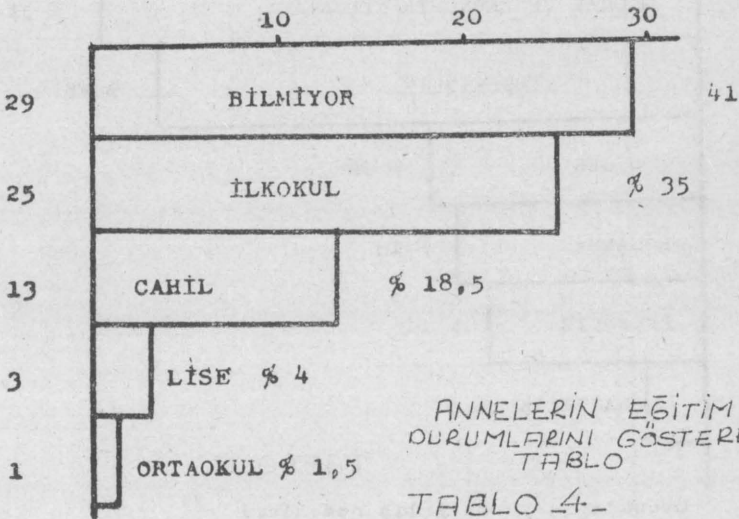 10 20 30
29 BİLMİYOR 41
25 İLKOKUL % 35
13 CAHİL % 18,5
3 LİSE % 4
1 ORTAOKUL % 1,5
ANNELERİN EĞİTİM
DURUMLARINI
TABLO
TABLO 4-